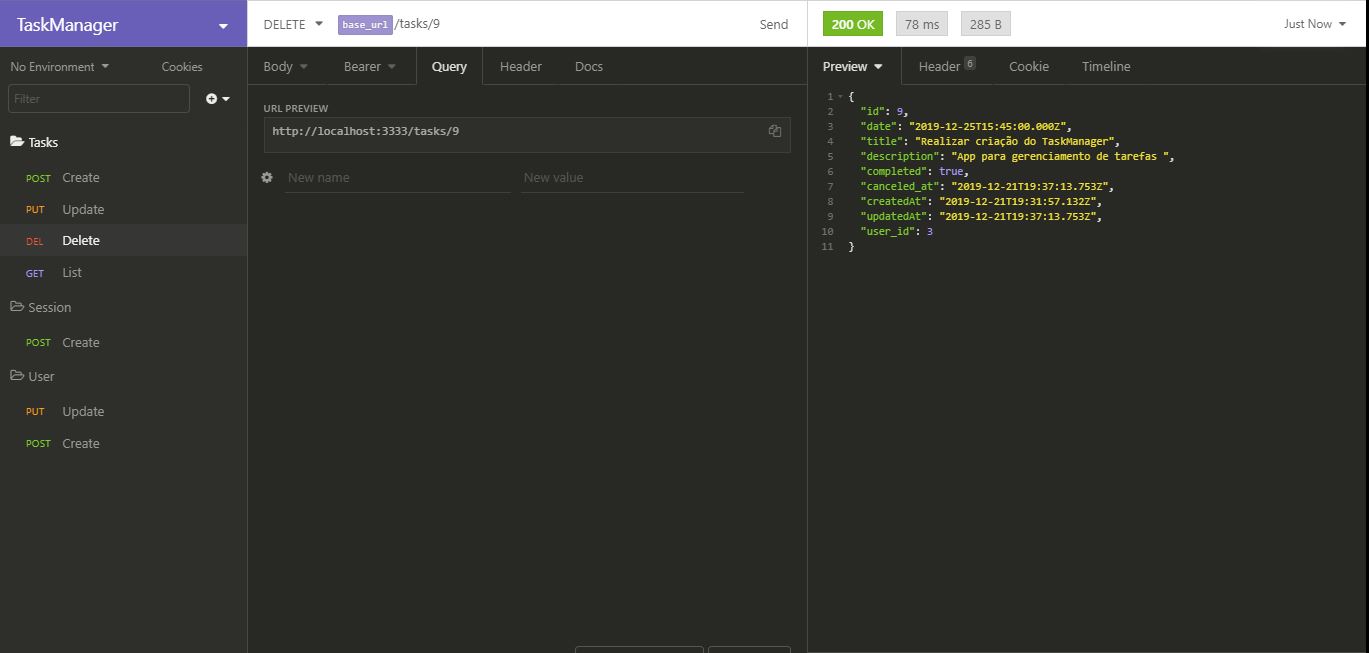 TaskManager
DELETE base_url/tasks/9 Send
200 OK 78 ms 285 B Just Now
No Environment Cookies
Body Bearer Query Header Docs
Preview Header 6 Cookie Timeline
Filter
Tasks
POST Create
PUT Update
DEL Delete
GET List
Session
POST Create
User
PUT Update
POST Create
URL PREVIEW
http://localhost:3333/tasks/9
New name New value
1 {
2 "id": 9,
3 "date": "2019-12-25T15:45:00.000Z",
4 "title": "Realizar criação do TaskManager",
5 "description": "App para gerenciamento de tarefas ",
6 "completed": true,
7 "canceled_at": "2019-12-21T19:37:13.753Z",
8 "createdAt": "2019-12-21T19:31:57.132Z",
9 "updatedAt": "2019-12-21T19:37:13.753Z",
10 "user_id": 3
11 }